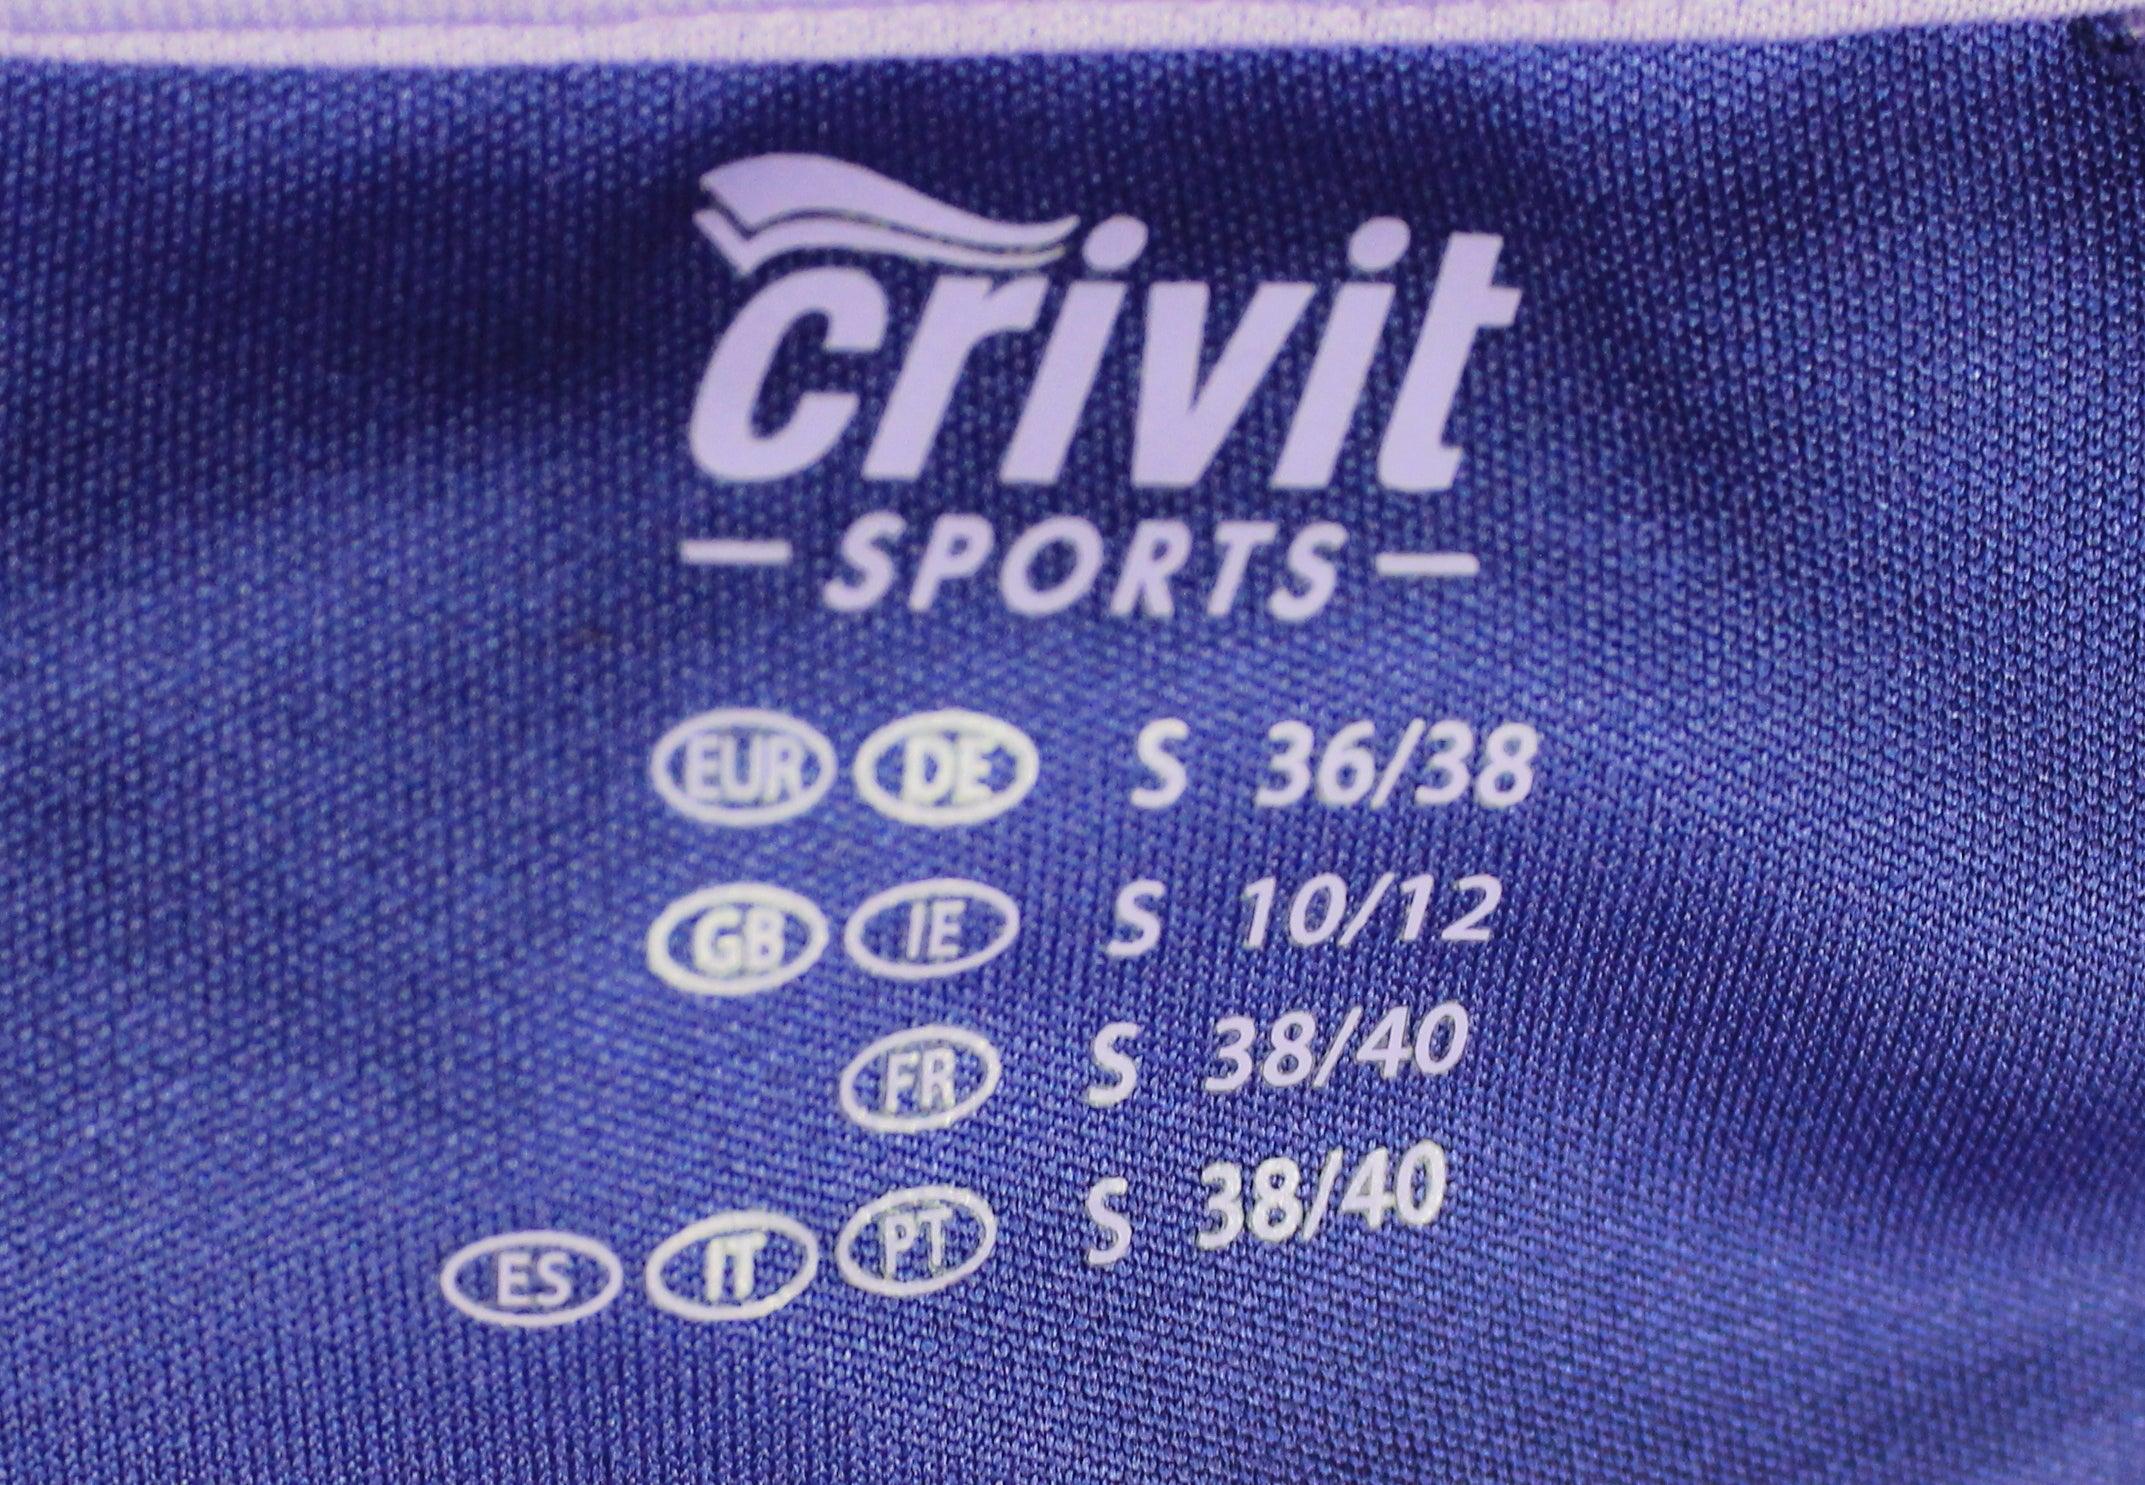 crivit
— SPORTS —
EUR DE S 36/38
GB IE S 10/12
FR S 38/40
ES IT PT S 38/40